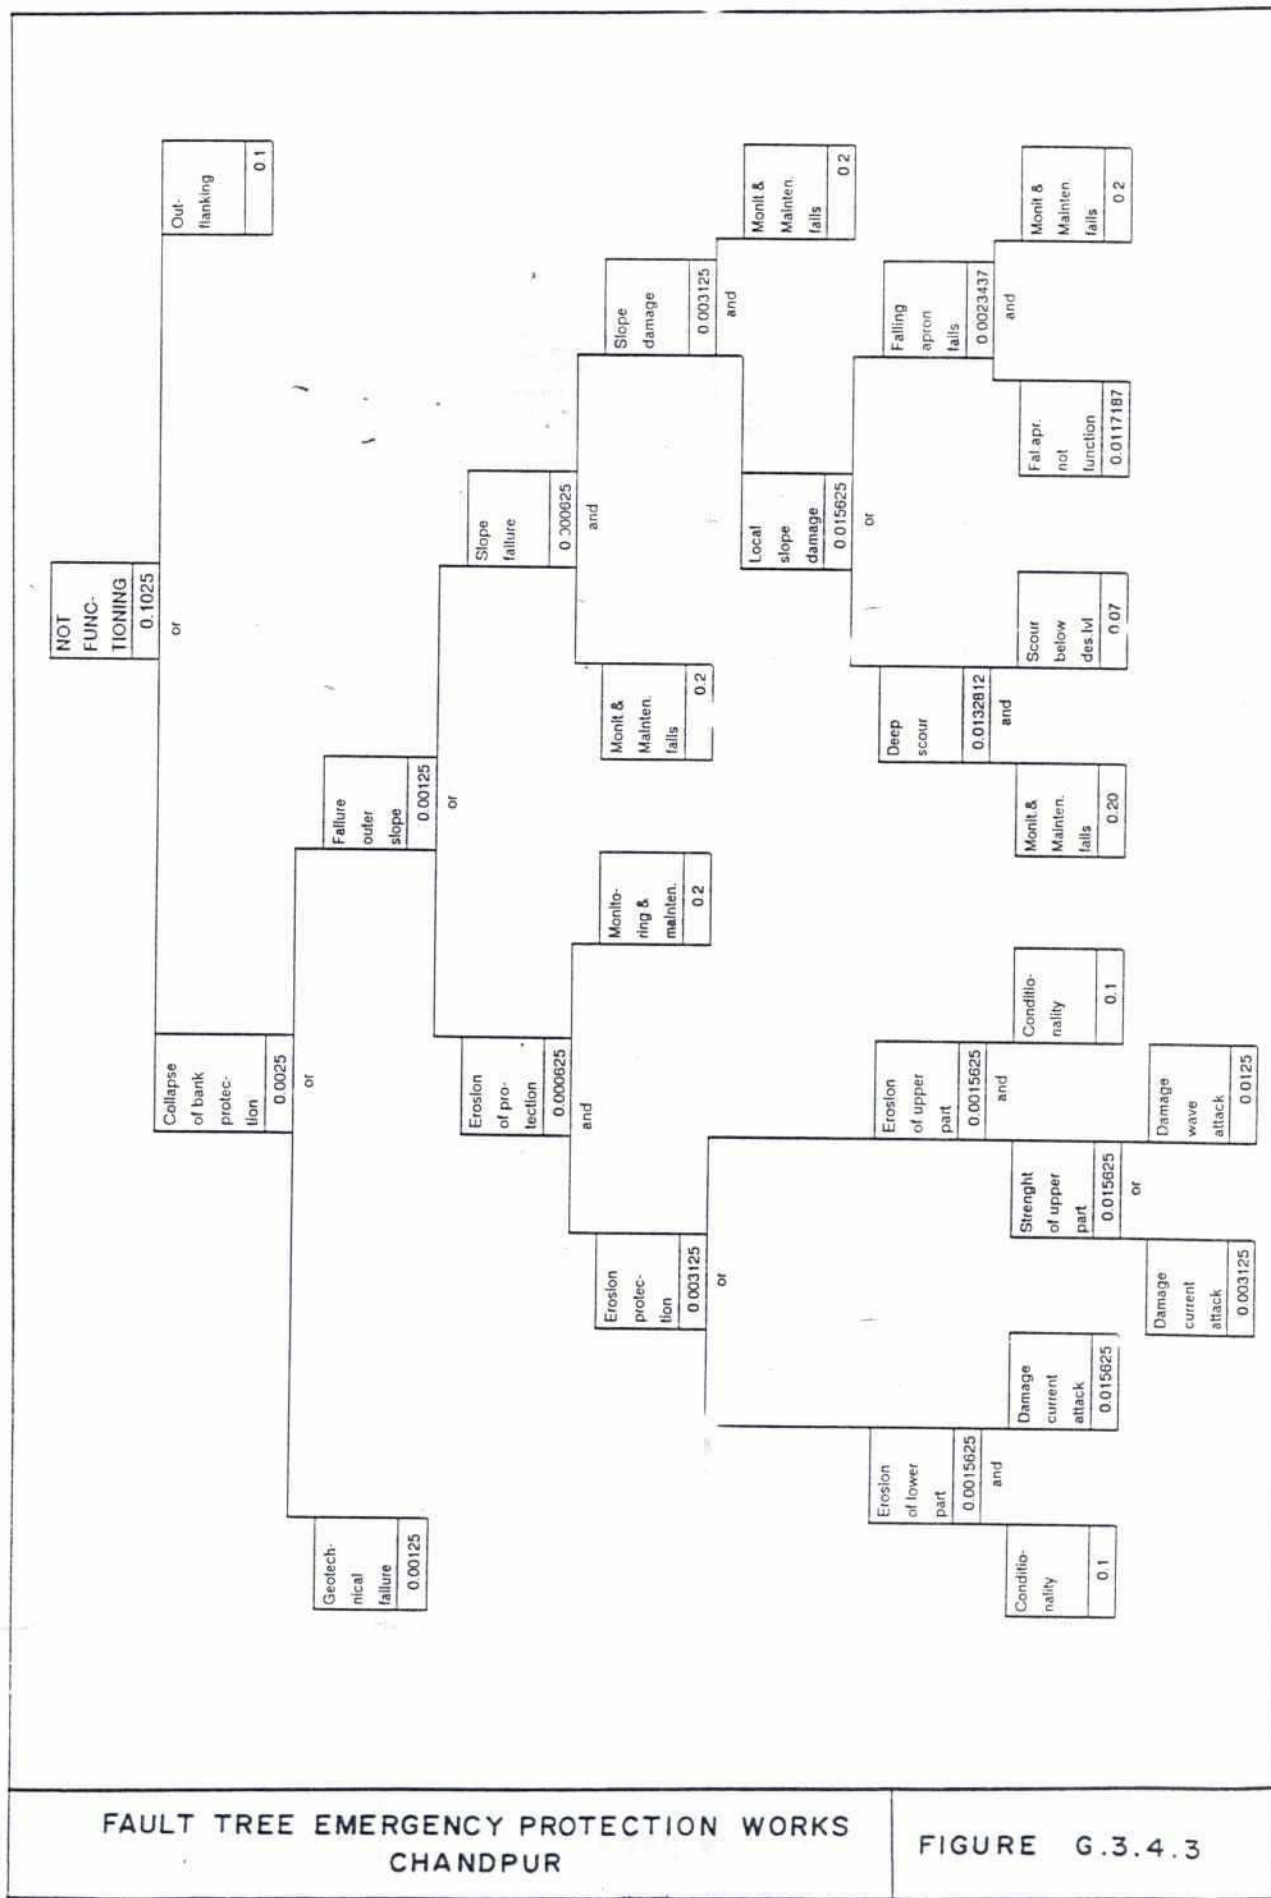 NOT
FUNC-
TIONING
0.1025
or
Collapse
of bank
protec-
tion
0.0025
or
Out-
flanking
0.1
Geotech-
nical
failure
0.00125
Failure
outer
slope
0.00125
or
Erosion
of pro-
tection
0.000625
and
Slope
failure
0.000625
and
Erosion
protec-
tion
0.003125
or
Monito-
ring &
mainten.
0.2
Monit &
Mainten.
fails
0.2
Slope
damage
0.003125
and
Local
slope
damage
0.015625
or
Monit &
Mainten.
fails
0.2
Erosion
of lower
part
0.0015625
and
Erosion
of upper
part
0.0015625
and
Deep
scour
0.0132812
and
Falling
apron
fails
0.0023437
and
Conditio-
nality
0.1
Damage
current
attack
0.015625
Strenght
of upper
part
0.015625
or
Conditio-
nality
0.1
Monit.&
Mainten.
fails
0.20
Scour
below
des.lvl
0.07
Fal.apr.
not
function
0.0117187
Monit &
Mainten
fails
0.2
Damage
current
attack
0.003125
Damage
wave
attack
0.0125
FAULT TREE EMERGENCY PROTECTION WORKS
CHANDPUR
FIGURE G.3.4.3